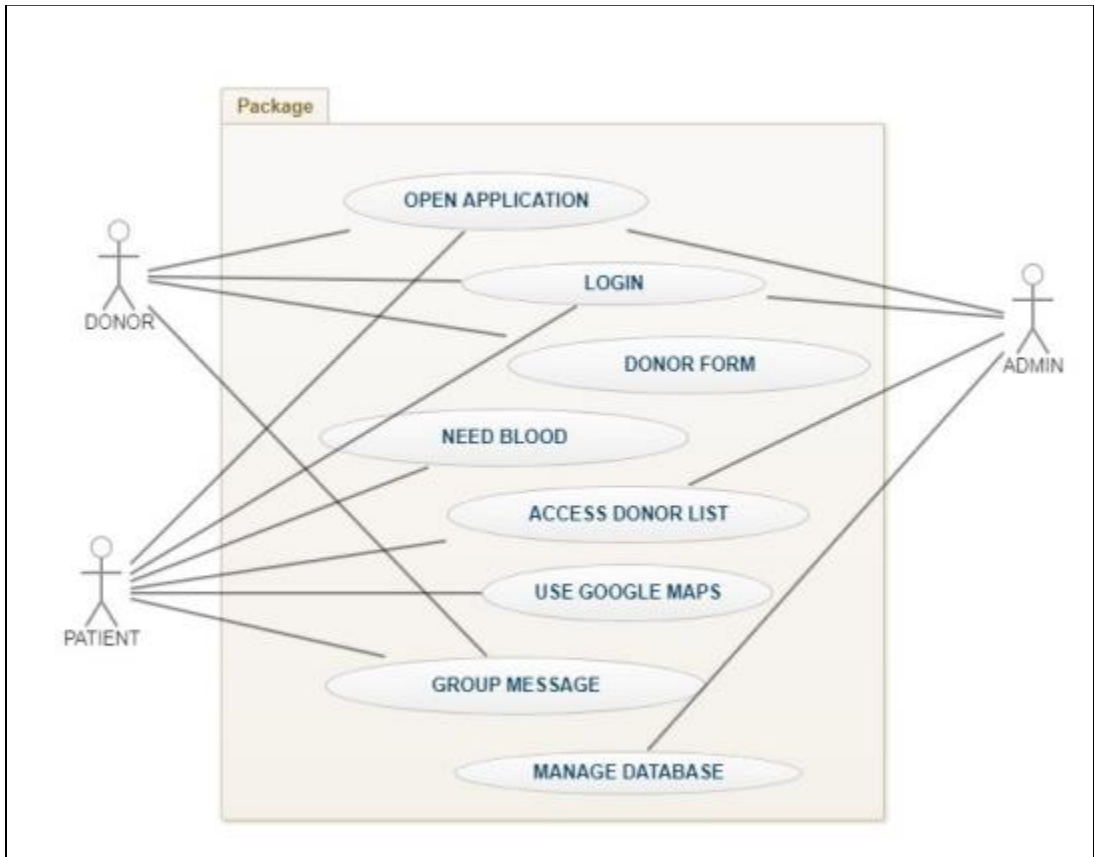 Package
OPEN APPLICATION
LOGIN
DONOR
DONOR FORM
ADMIN
NEED BLOOD
ACCESS DONOR LIST
USE GOOGLE MAPS
PATIENT
GROUP MESSAGE
MANAGE DATABASE